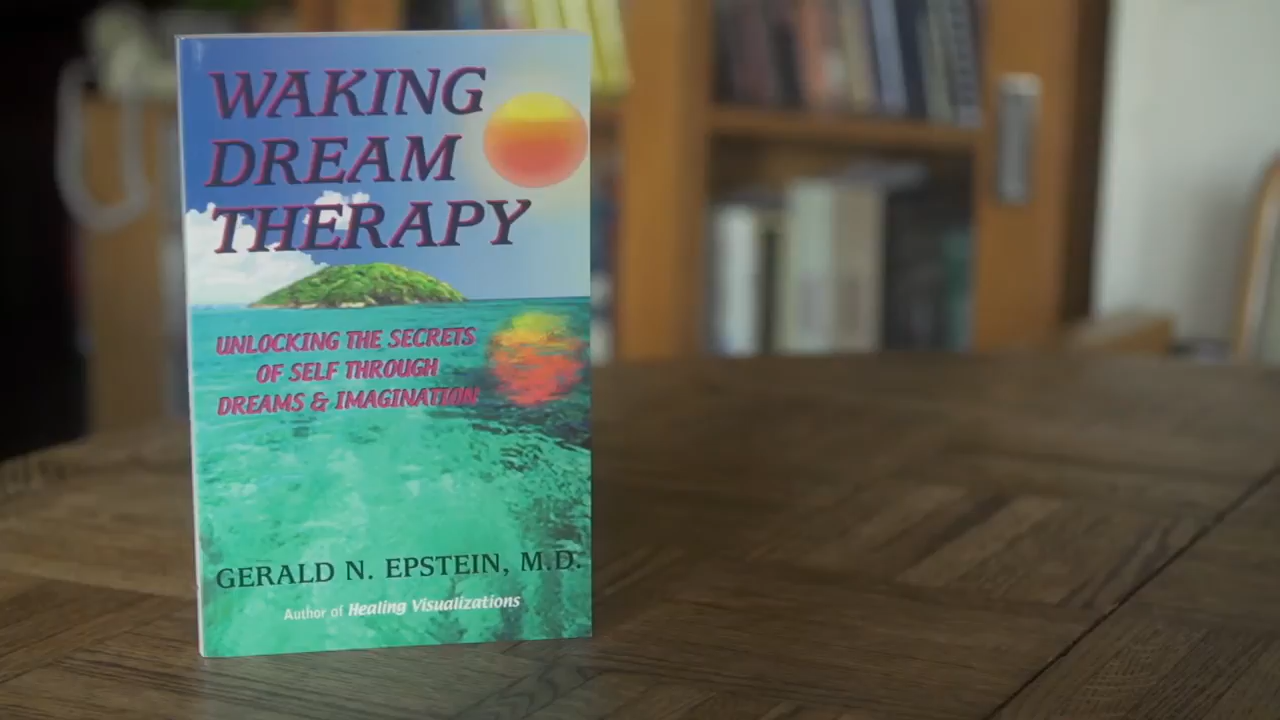 WAKING
DREAM
THERAPY
UNLOCKING THE SECRETS
OF SELF THROUGH
DREAMS & IMAGINATION
GERALD N. EPSTEIN, M.D.
Author of Healing Visualizations